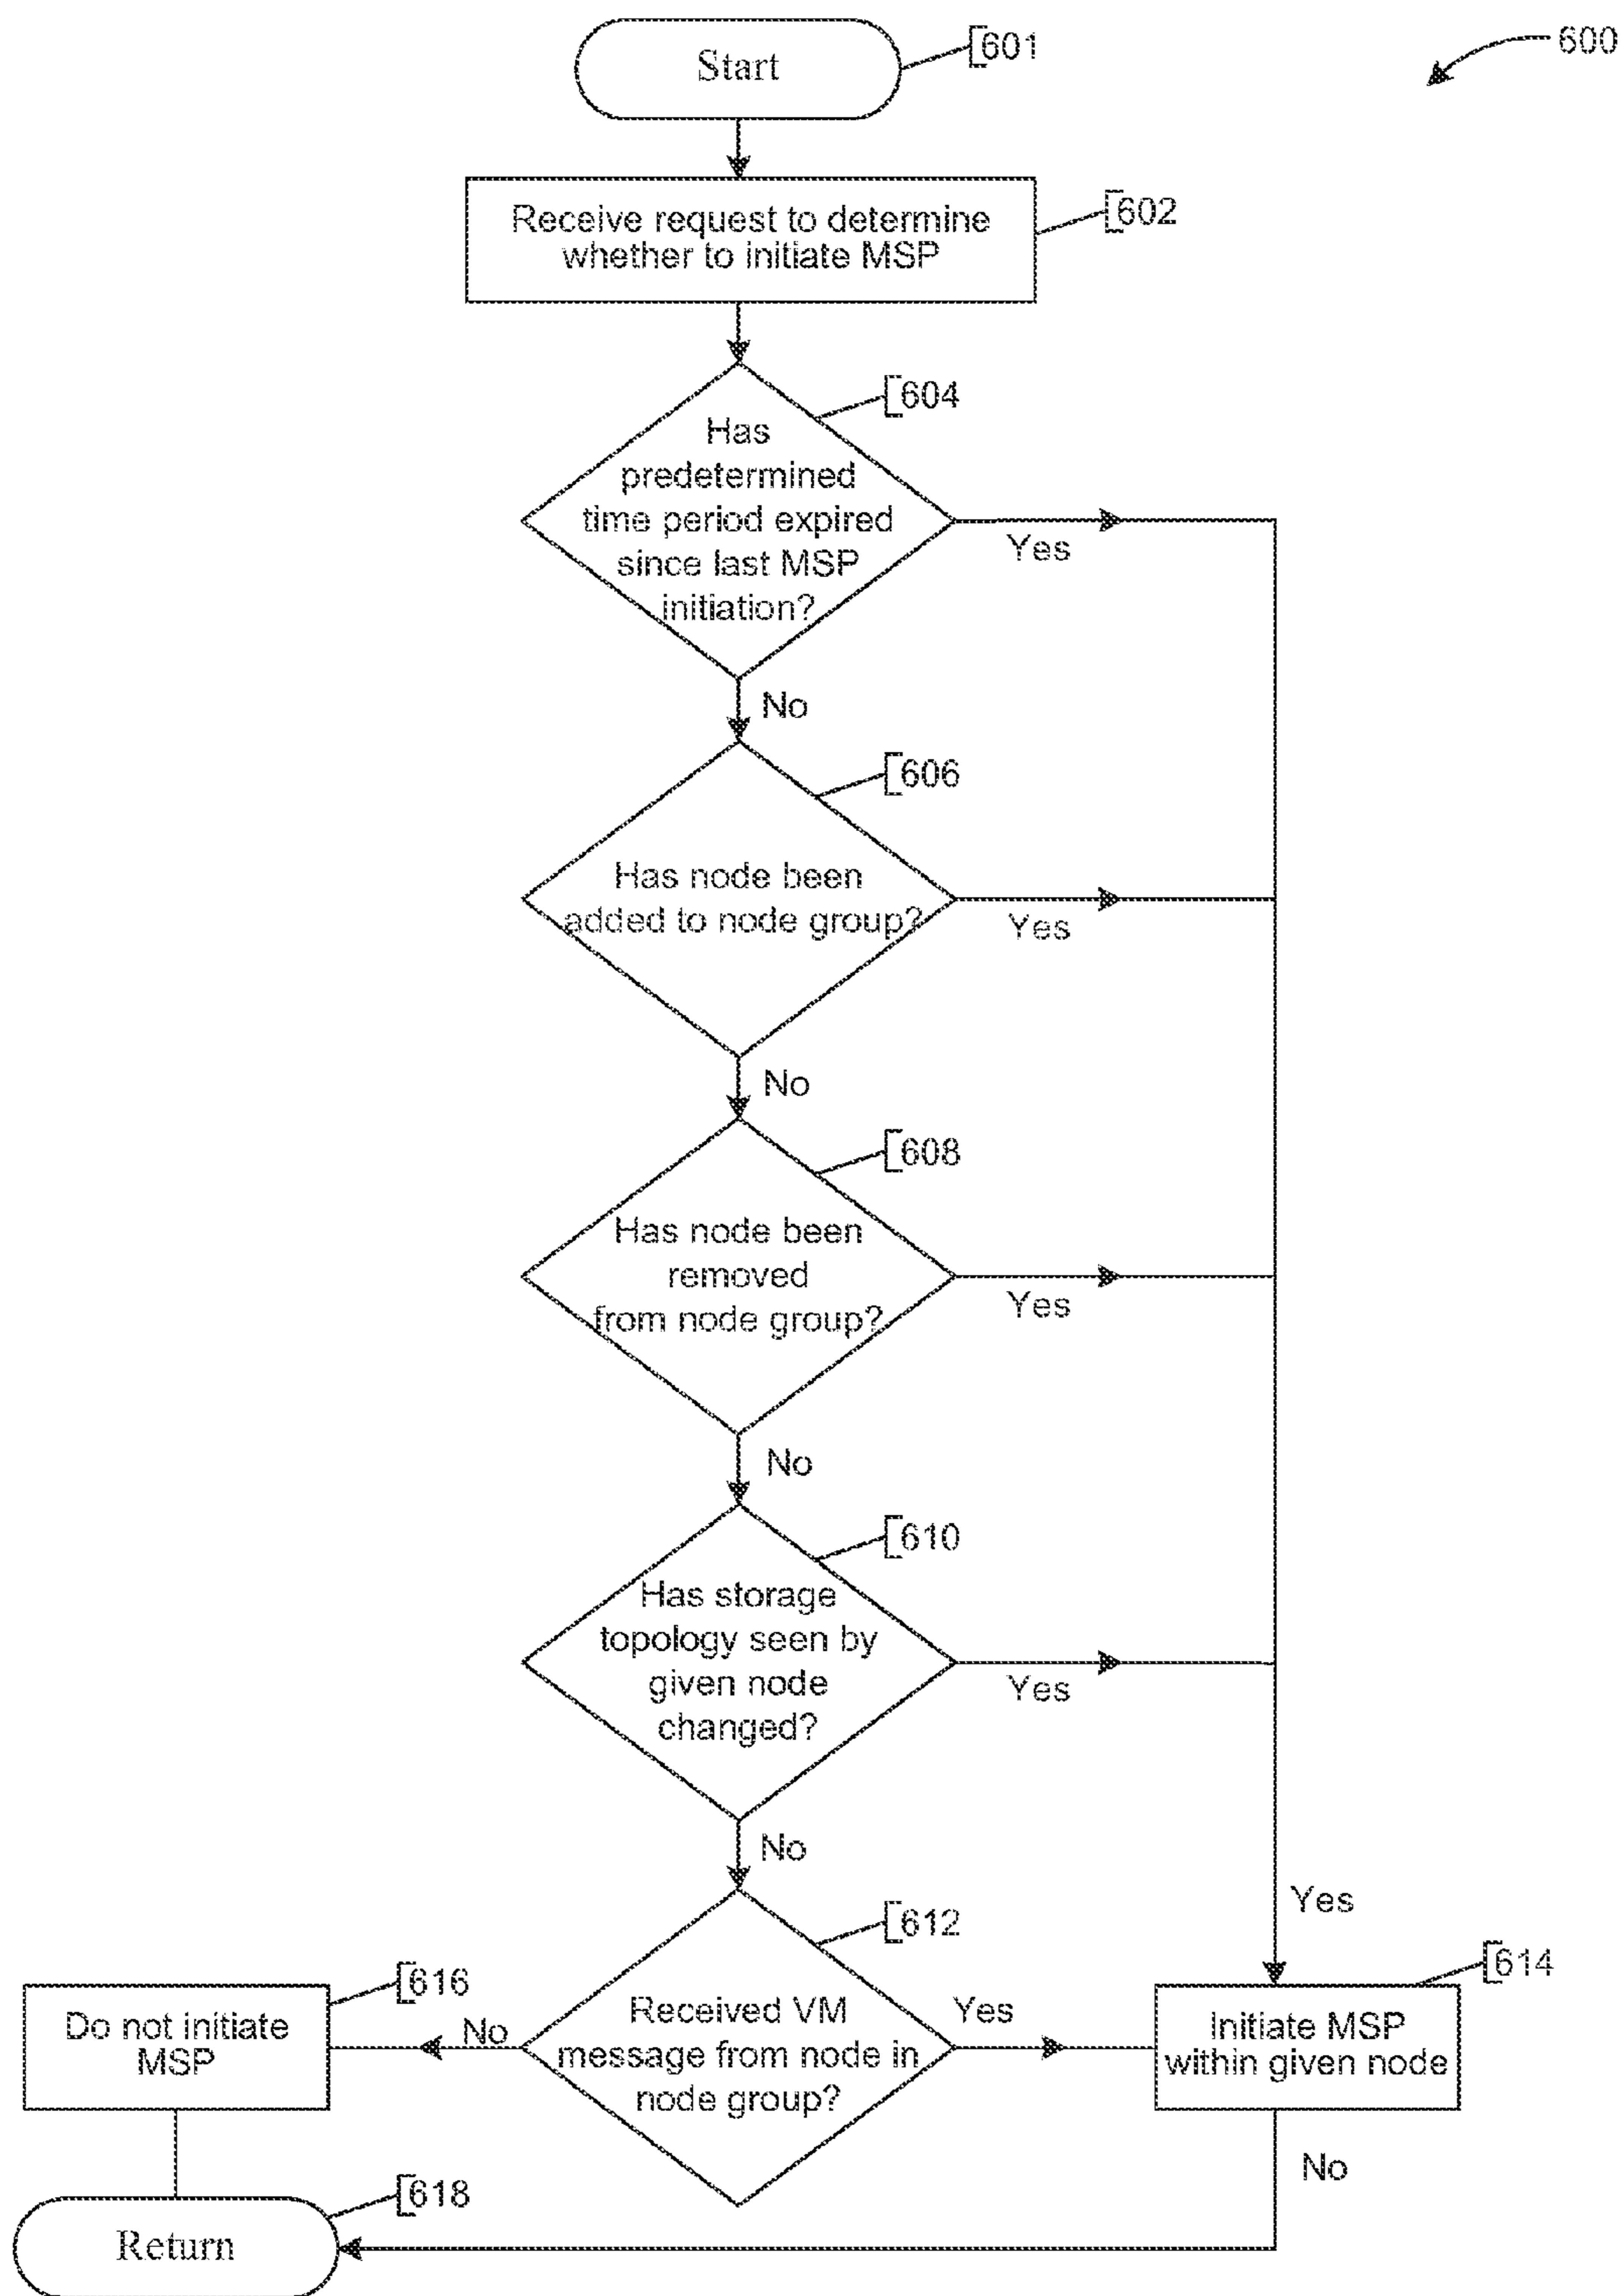 600
Start
601
Receive request to determine
whether to initiate MSP
602
Has
predetermined
time period expired
since last MSP
initiation?
604
Yes
No
Has node been
added to node group?
606
Yes
No
Has node been
removed
from node group?
608
Yes
No
Has storage
topology seen by
given node
changed?
610
Yes
No
Yes
Received VM
message from node in
node group?
612
No
Yes
Do not initiate
MSP
616
Initiate MSP
within given node
614
No
Return
618